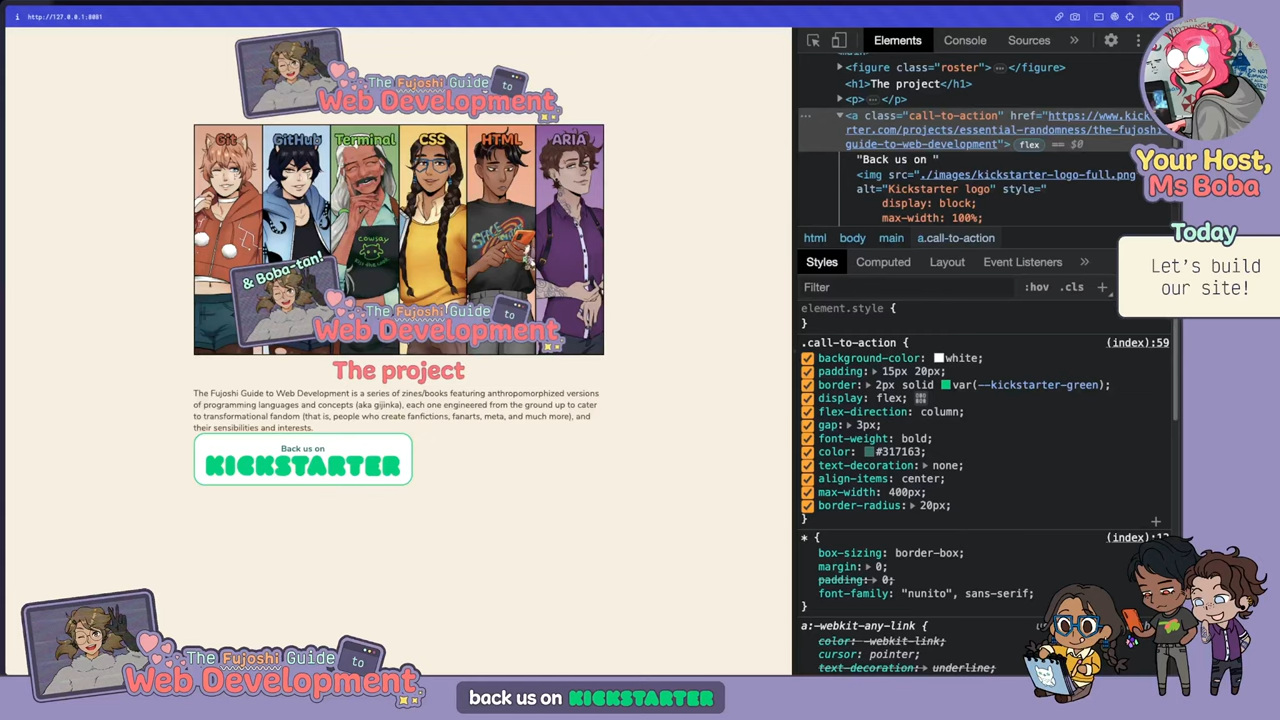 http://127.0.0.1:8081
The Fujoshi Guide to
Web Development
Git
GitHub
Terminal
CSS
HTML
ARIA
cowsay
& Boba-tan!
The Fujoshi Guide to
Web Development
The project
The Fujoshi Guide to Web Development is a series of zines/books featuring anthropomorphized versions
of programming languages and concepts (aka gijinka), each one engineered from the ground up to cater
to transformational fandom (that is, people who create fanfictions, fanarts, meta, and much more), and
their sensibilities and interests.
Back us on
KICKSTARTER
Elements
Console
Sources
<figure class="roster">…</figure>
<h1>The project</h1>
<p>…</p>
<a class="call-to-action" href="https://www.kick
rter.com/projects/essential-randomness/the-fujoshi
guide-to-web-development"> flex == $0
"Back us on "
<img src="./images/kickstarter-logo-full.png
alt="Kickstarter logo" style="
display: block;
max-width: 100%;
html body main a.call-to-action
Styles
Computed
Layout
Event Listeners
Filter
:hov .cls
element.style {
}
.call-to-action { (index):59
background-color: white;
padding: 15px 20px;
border: 2px solid var(--kickstarter-green);
display: flex;
flex-direction: column;
gap: 3px;
font-weight: bold;
color: #317163;
text-decoration: none;
align-items: center;
max-width: 400px;
border-radius: 20px;
}
* {
box-sizing: border-box;
margin: 0;
padding: 0;
font-family: "nunito", sans-serif;
}
a:-webkit-any-link {
color: -webkit-link;
cursor: pointer;
text-decoration: underline;
Your Host,
Ms Boba
Today
Let's build
our site!
The Fujoshi Guide to
Web Development
back us on KICKSTARTER